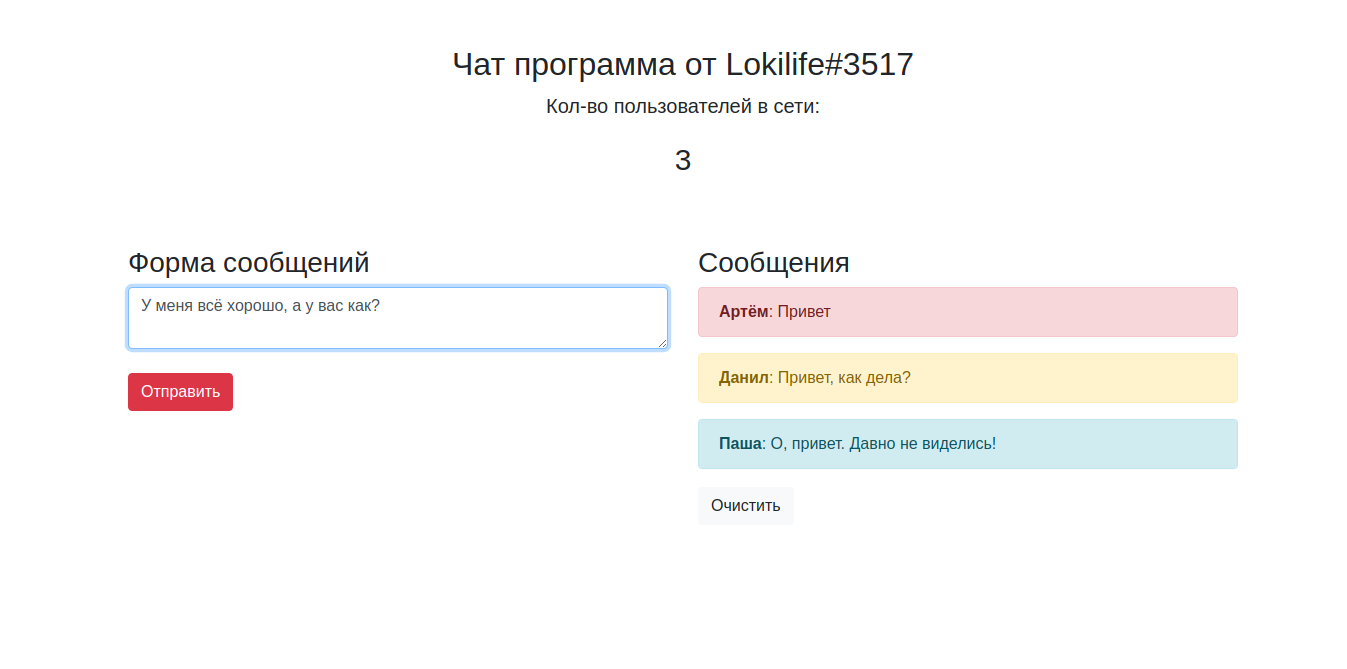 Чат программа от Lokilife#3517
Кол-во пользователей в сети:
3
Форма сообщений
У меня всё хорошо, а у вас как?
Отправить
Сообщения
Артём: Привет
Данил: Привет, как дела?
Паша: О, привет. Давно не виделись!
Очистить